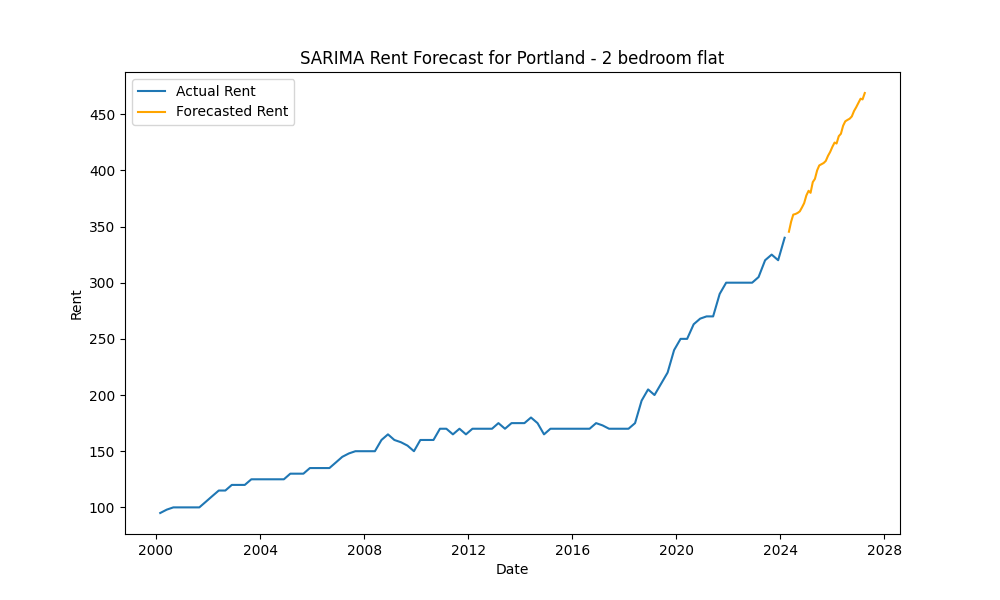 SARIMA Rent Forecast for Portland - 2 bedroom flat
Actual Rent
Forecasted Rent
450
400
350
300
250
200
150
100
Rent
2000 2004 2008 2012 2016 2020 2024 2028
Date